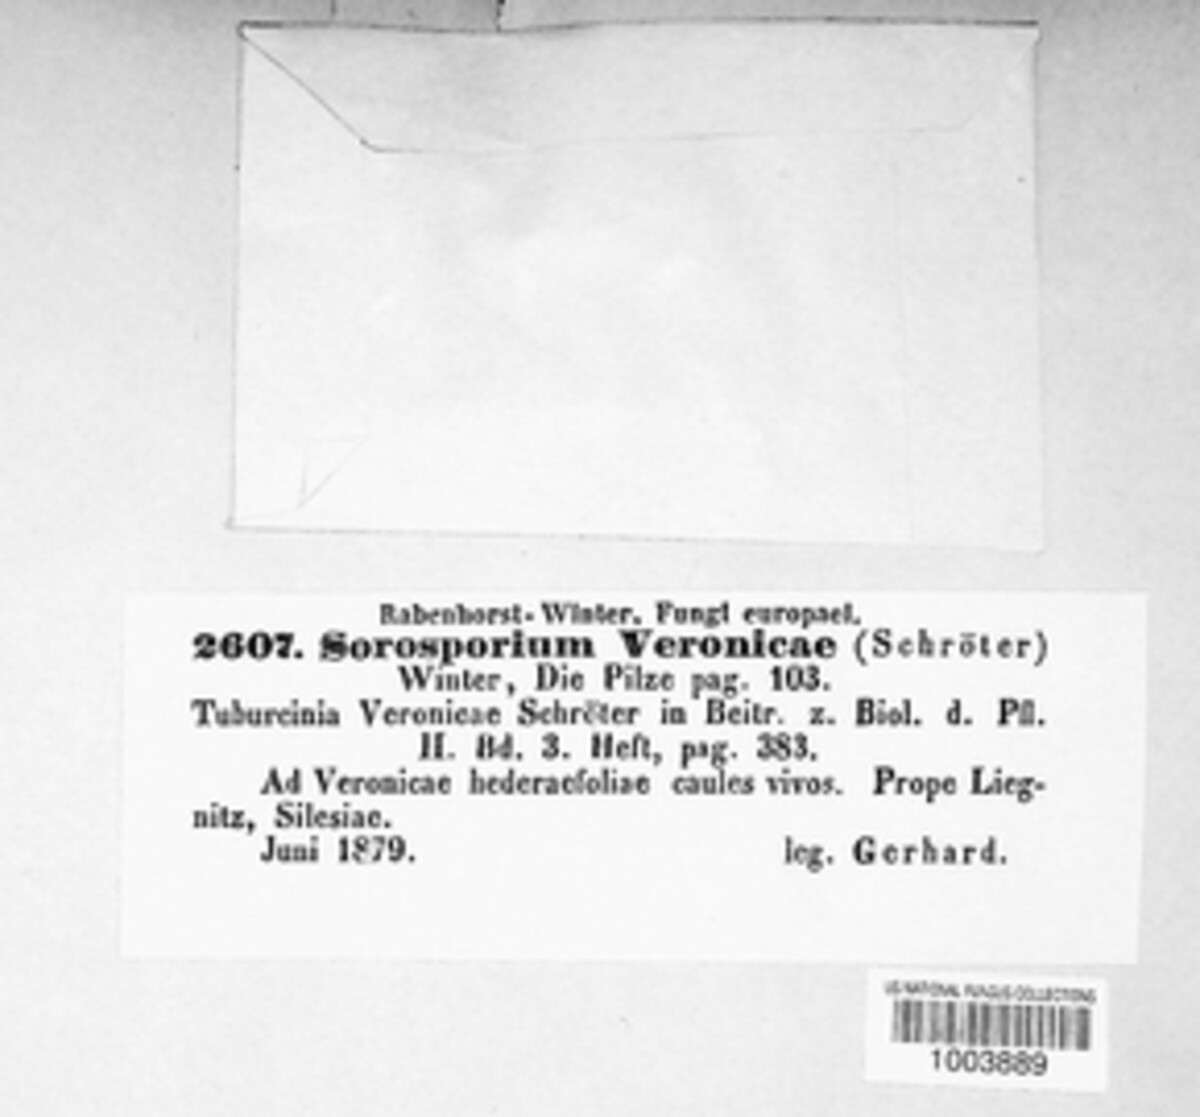 Rabenhorst-Winter. Fungi europaei.
2607. Sorosporium Veronicae (Schröter)
Winter, Die Pilze pag. 103.
Tuburcinia Veronicae Schröter in Beitr. z. Biol. d. Pfl.
II. Bd. 3. Heft, pag. 383.
Ad Veronicae hederaefoliae caules vivos. Prope Lieg-
nitz, Silesiae.
Juni 1879. leg. Gerhard.
US NATIONAL FUNGUS COLLECTIONS
1003889